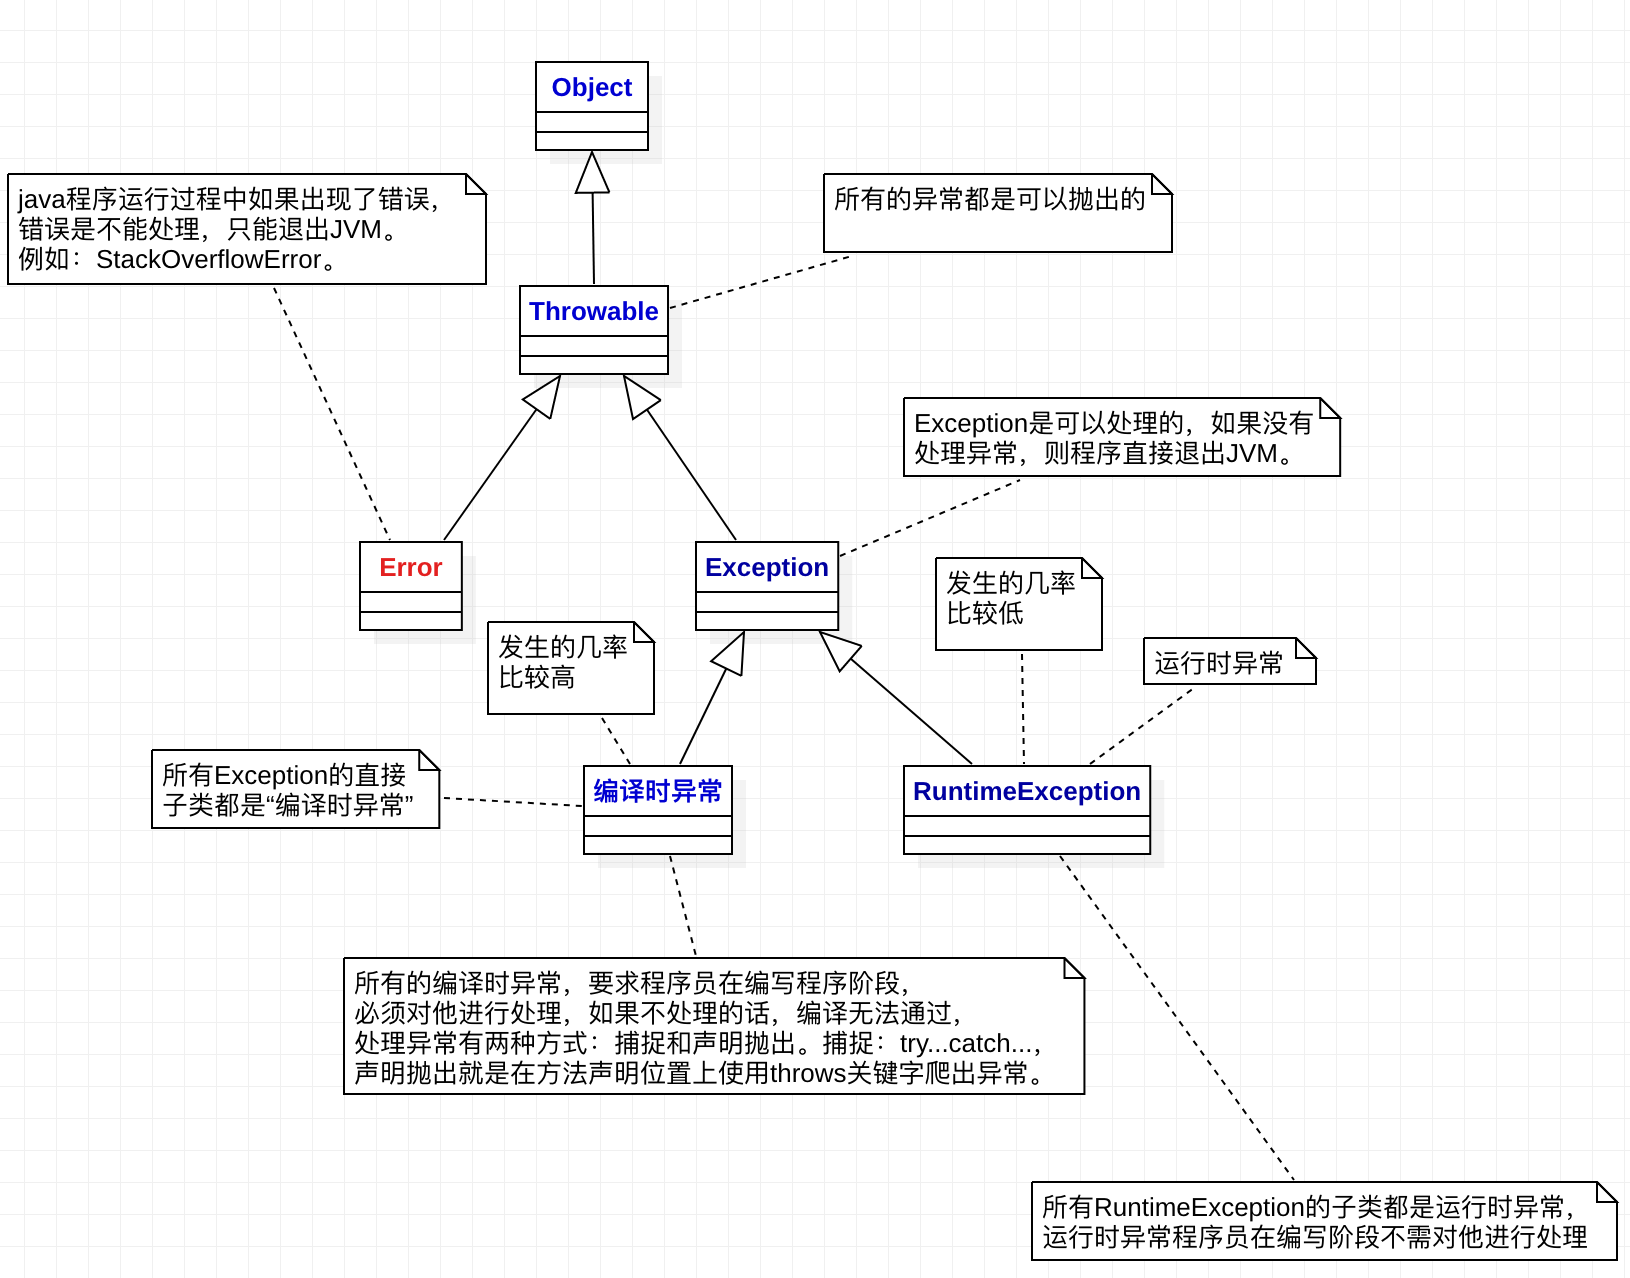 Object
java程序运行过程中如果出现了错误，
错误是不能处理，只能退出JVM。
例如：StackOverflowError。
所有的异常都是可以抛出的
Throwable
Exception是可以处理的，如果没有
处理异常，则程序直接退出JVM。
Error
Exception
发生的几率
比较低
发生的几率
比较高
运行时异常
所有Exception的直接
子类都是“编译时异常”
编译时异常
RuntimeException
所有的编译时异常，要求程序员在编写程序阶段，
必须对他进行处理，如果不处理的话，编译无法通过，
处理异常有两种方式：捕捉和声明抛出。捕捉：try...catch...，
声明抛出就是在方法声明位置上使用throws关键字爬出异常。
所有RuntimeException的子类都是运行时异常，
运行时异常程序员在编写阶段不需对他进行处理